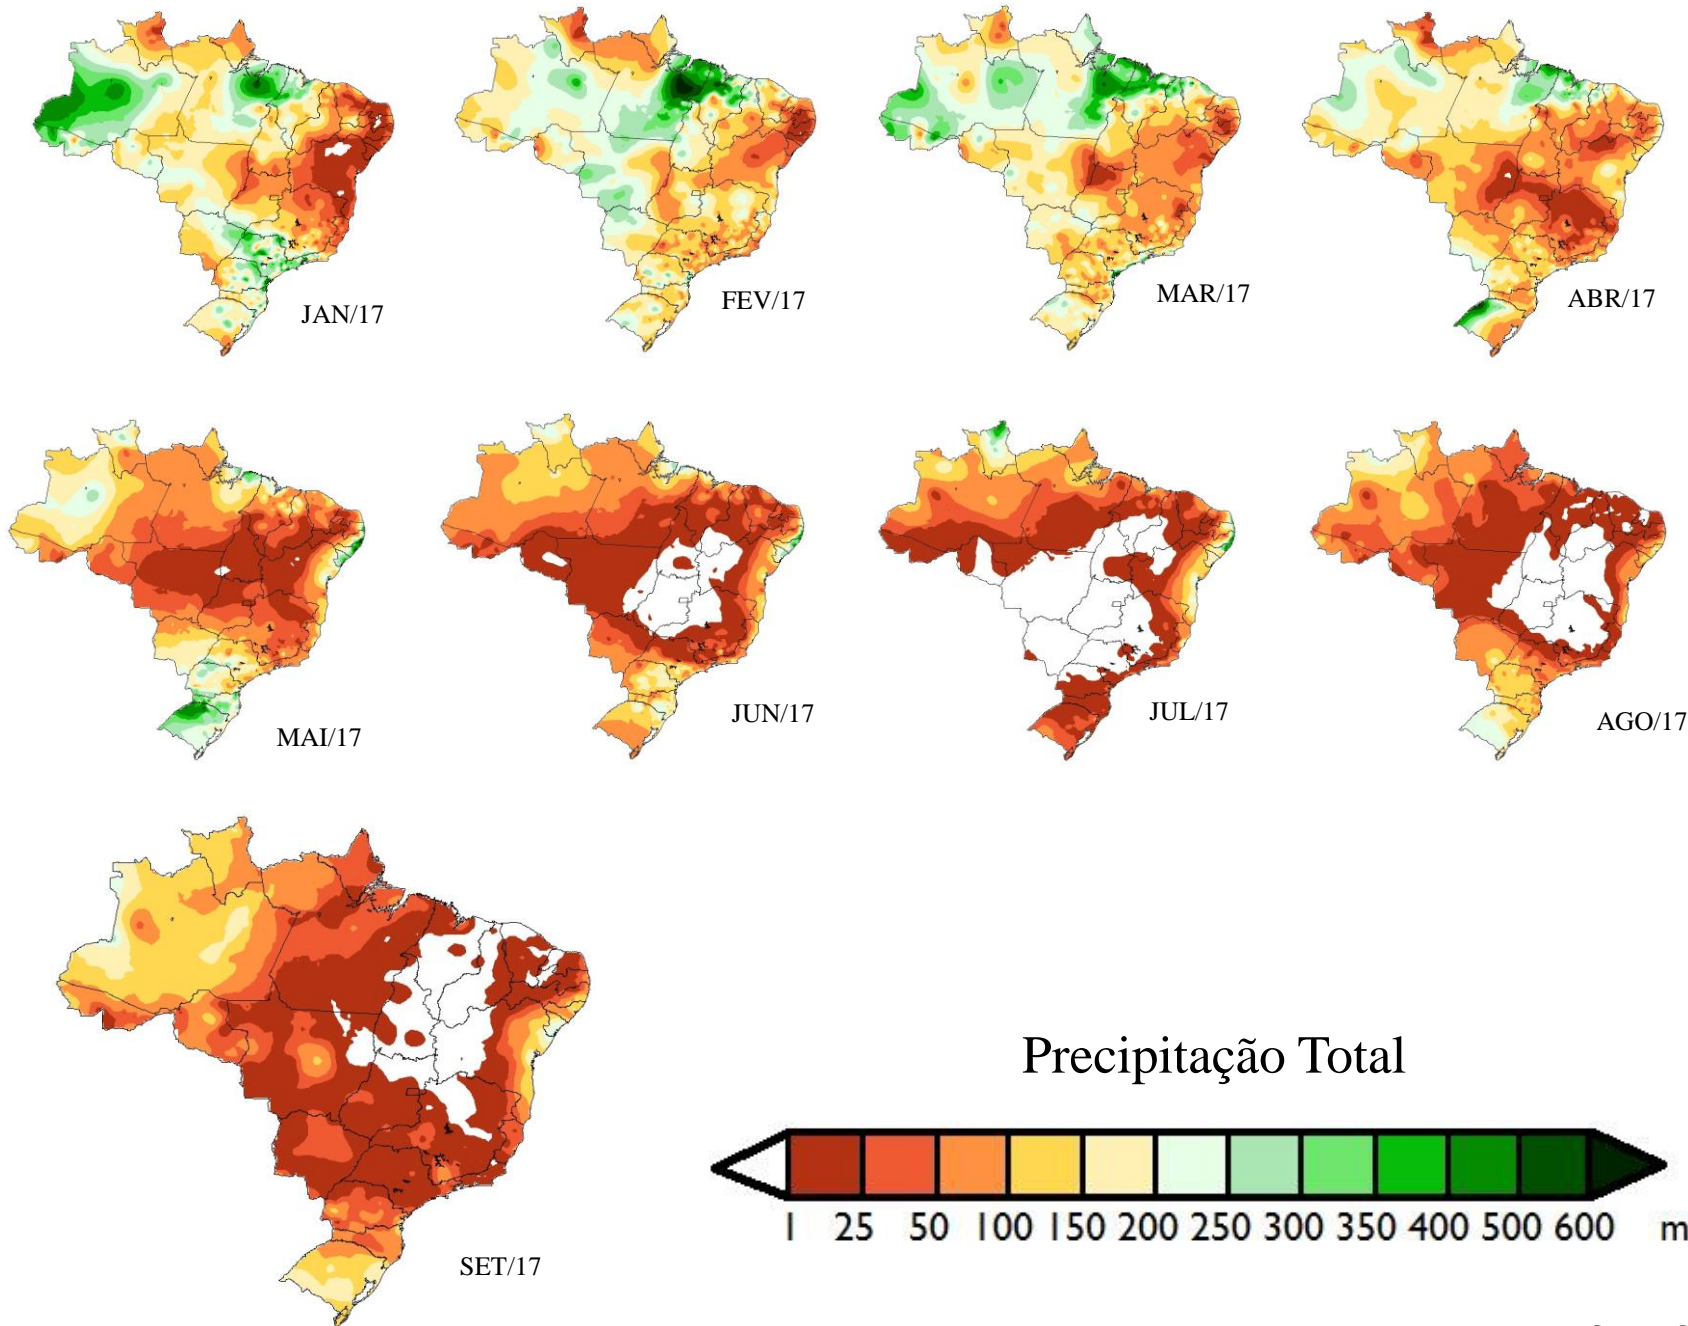 JAN/17
FEV/17
MAR/17
ABR/17
MAI/17
JUN/17
JUL/17
AGO/17
SET/17
Precipitação Total
1 25 50 100 150 200 250 300 350 400 500 600 m